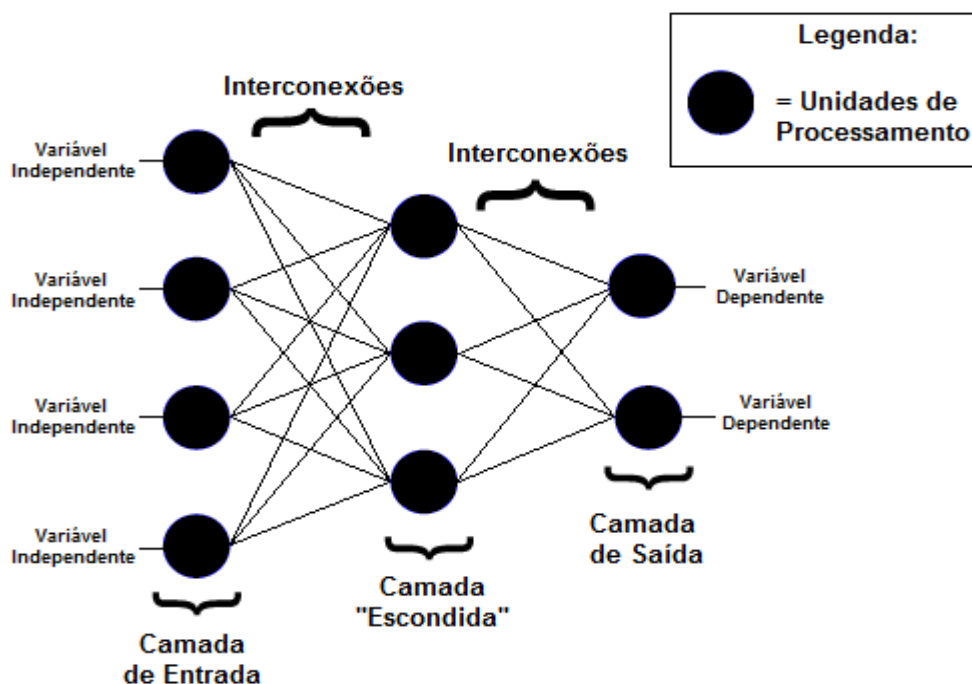 Legenda:
= Unidades de
Processamento
Interconexões
Interconexões
Variável
Independente
Variável
Independente
Variável
Independente
Variável
Independente
Variável
Dependente
Variável
Dependente
Camada
de Entrada
Camada
"Escondida"
Camada
de Saída